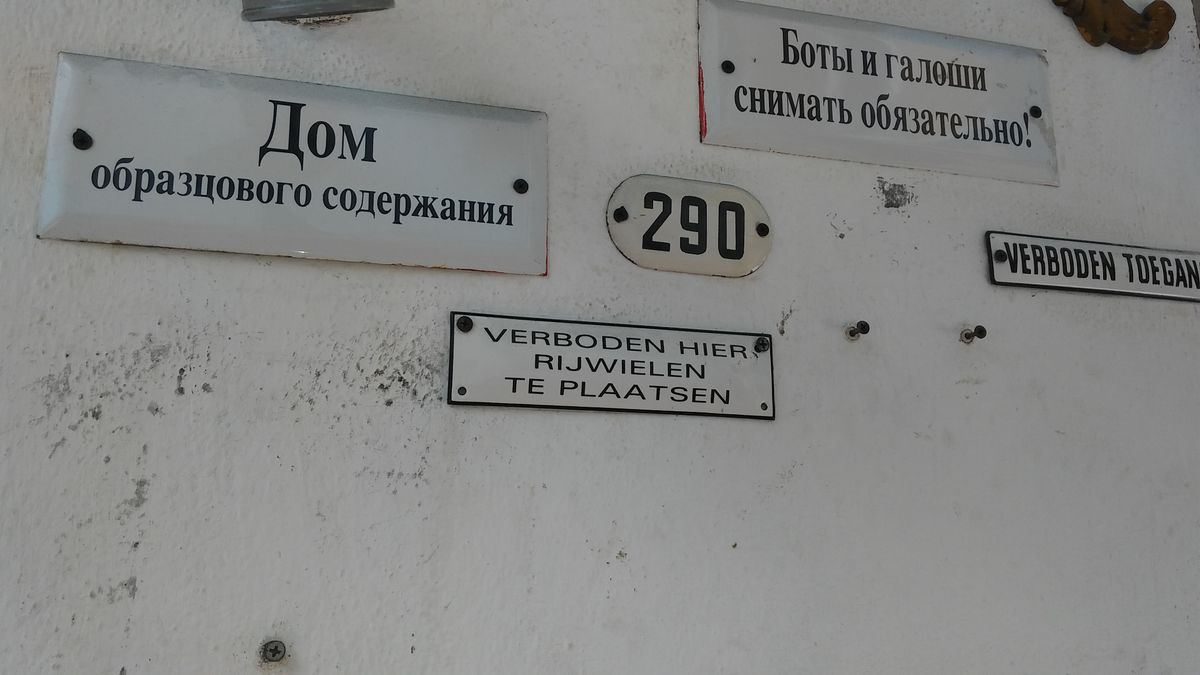 Дом
образцового содержания
Боты и галоши
снимать обязательно!
290
VERBODEN TOEGAN
VERBODEN HIER
RIJWIELEN
TE PLAATSEN